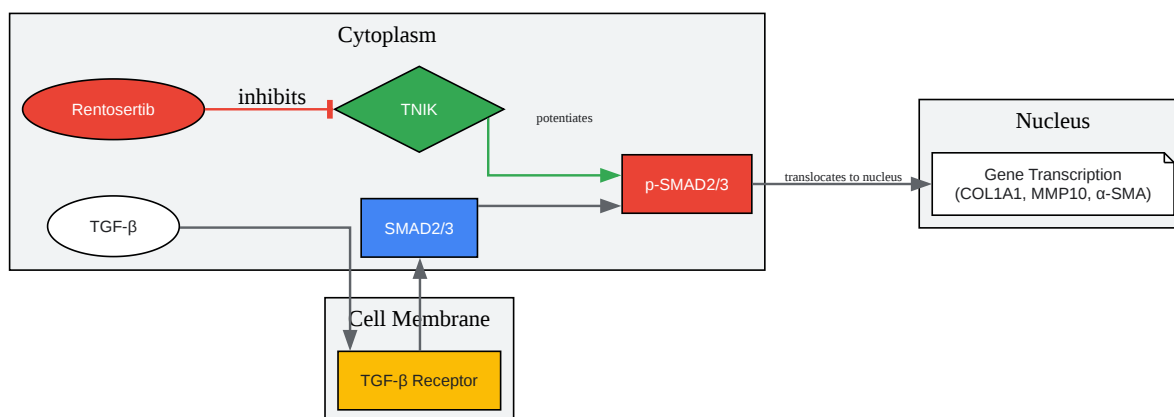 Cytoplasm
Rentosertib
inhibits
TNIK
potentiates
p-SMAD2/3
translocates to nucleus
Nucleus
Gene Transcription
(COL1A1, MMP10, α-SMA)
TGF-β
SMAD2/3
Cell Membrane
TGF-β Receptor